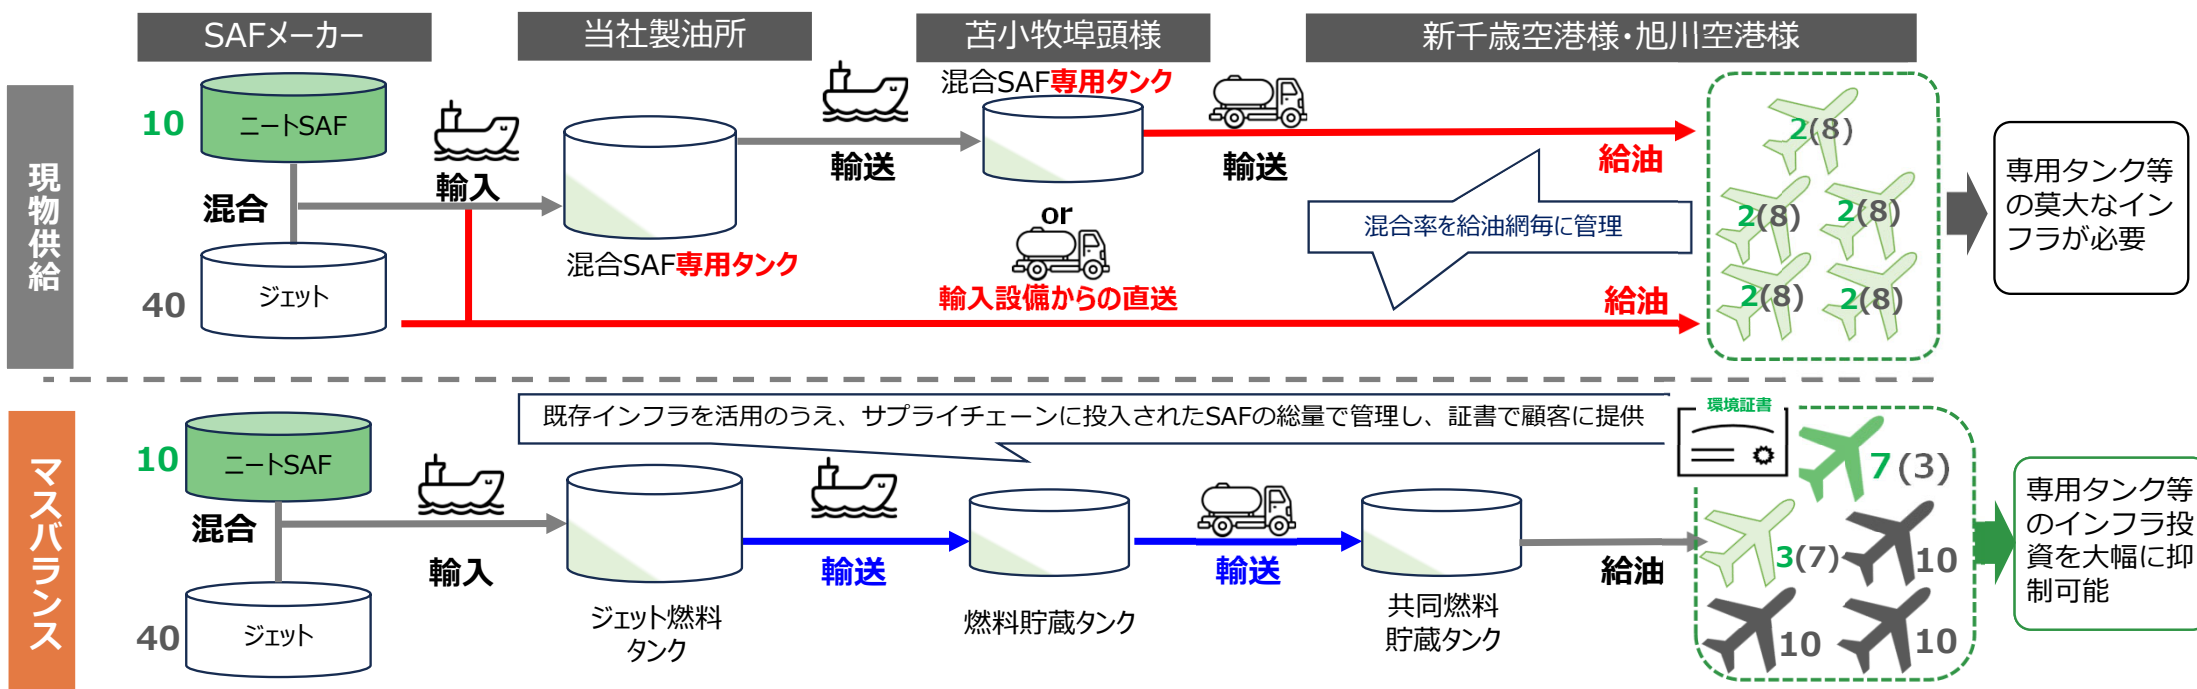 SAFメーカー
当社製油所
苫小牧埠頭様
新千歳空港様・旭川空港様
現物供給
10
ニートSAF
混合
40
ジェット
輸入
混合SAF専用タンク
輸送
混合SAF専用タンク
or
輸入設備からの直送
輸送
給油
混合率を給油網毎に管理
給油
2(8)
2(8)
2(8)
2(8)
2(8)
専用タンク等
の莫大なイン
フラが必要
マスバランス
既存インフラを活用のうえ、サプライチェーンに投入されたSAFの総量で管理し、証書で顧客に提供
10
ニートSAF
混合
40
ジェット
輸入
ジェット燃料
タンク
輸送
燃料貯蔵タンク
輸送
共同燃料
貯蔵タンク
給油
環境証書
7(3)
3(7)
10
10
10
専用タンク等
のインフラ投
資を大幅に抑
制可能